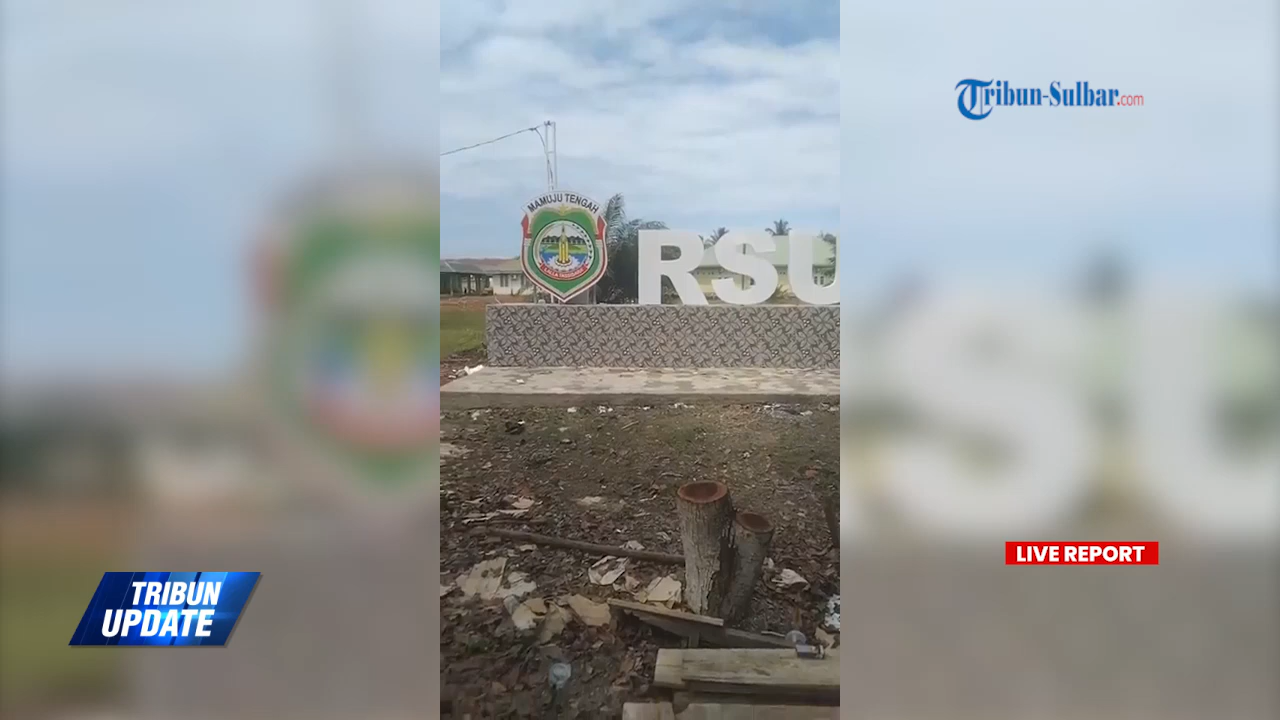 Tribun-Sulbar.com
MAMUJU TENGAH
RSU
LIVE REPORT
TRIBUN
UPDATE